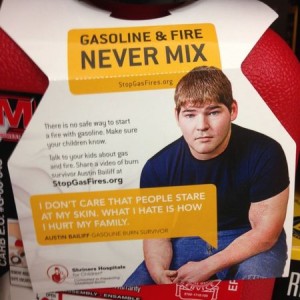 GASOLINE & FIRE
NEVER MIX
StopGasFires.org
There is no safe way to start
a fire with gasoline. Make sure
your children know.
Talk to your kids about gas
and fire. Share a video of burn
survivor Austin Bailiff at
StopGasFires.org
I DON'T CARE THAT PEOPLE STARE
AT MY SKIN. WHAT I HATE IS HOW
I HURT MY FAMILY.
AUSTIN BAILIFF GASOLINE BURN SURVIVOR
Shriners Hospitals
for Children
ASSEMBLY - ENSAMBLE